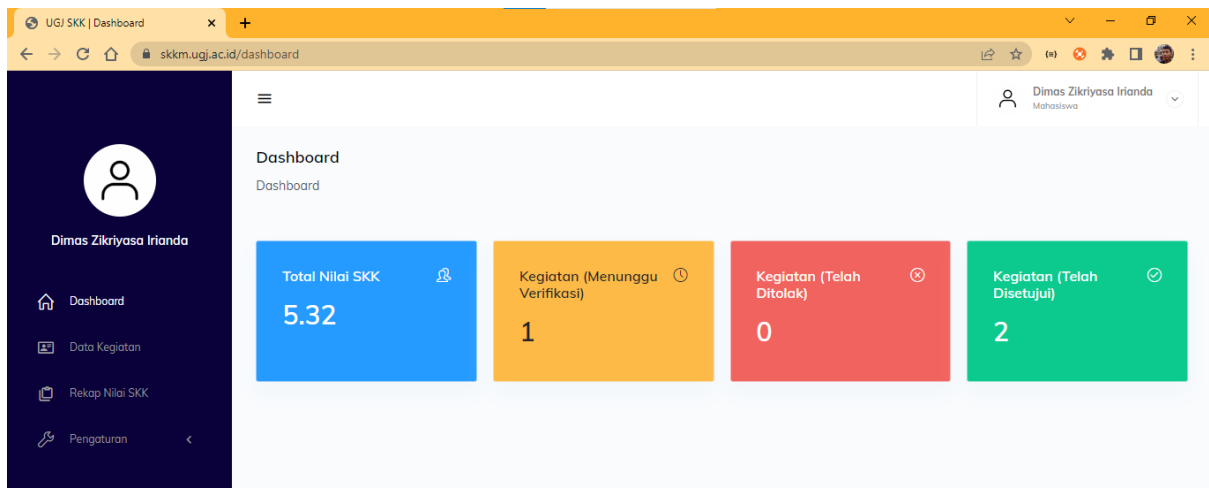 UGJ SKK | Dashboard
skkm.ugj.ac.id/dashboard
Dimas Zikriyasa Irianda
Mahasiswa
Dimas Zikriyasa Irianda
Dashboard
Data Kegiatan
Rekap Nilai SKK
Pengaturan
Dashboard
Dashboard
Total Nilai SKK
5.32
Kegiatan (Menunggu
Verifikasi)
1
Kegiatan (Telah
Ditolak)
0
Kegiatan (Telah
Disetujui)
2